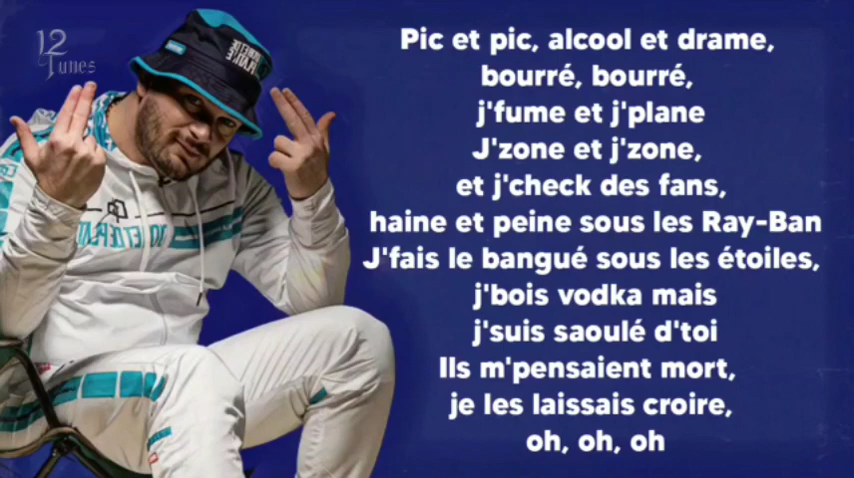 12
Tunes
Pic et pic, alcool et drame,
bourré, bourré,
j'fume et j'plane
J'zone et j'zone,
et j'check des fans,
haine et peine sous les Ray-Ban
J'fais le bangué sous les étoiles,
j'bois vodka mais
j'suis saoulé d'toi
Ils m'pensaient mort,
je les laissais croire,
oh, oh, oh